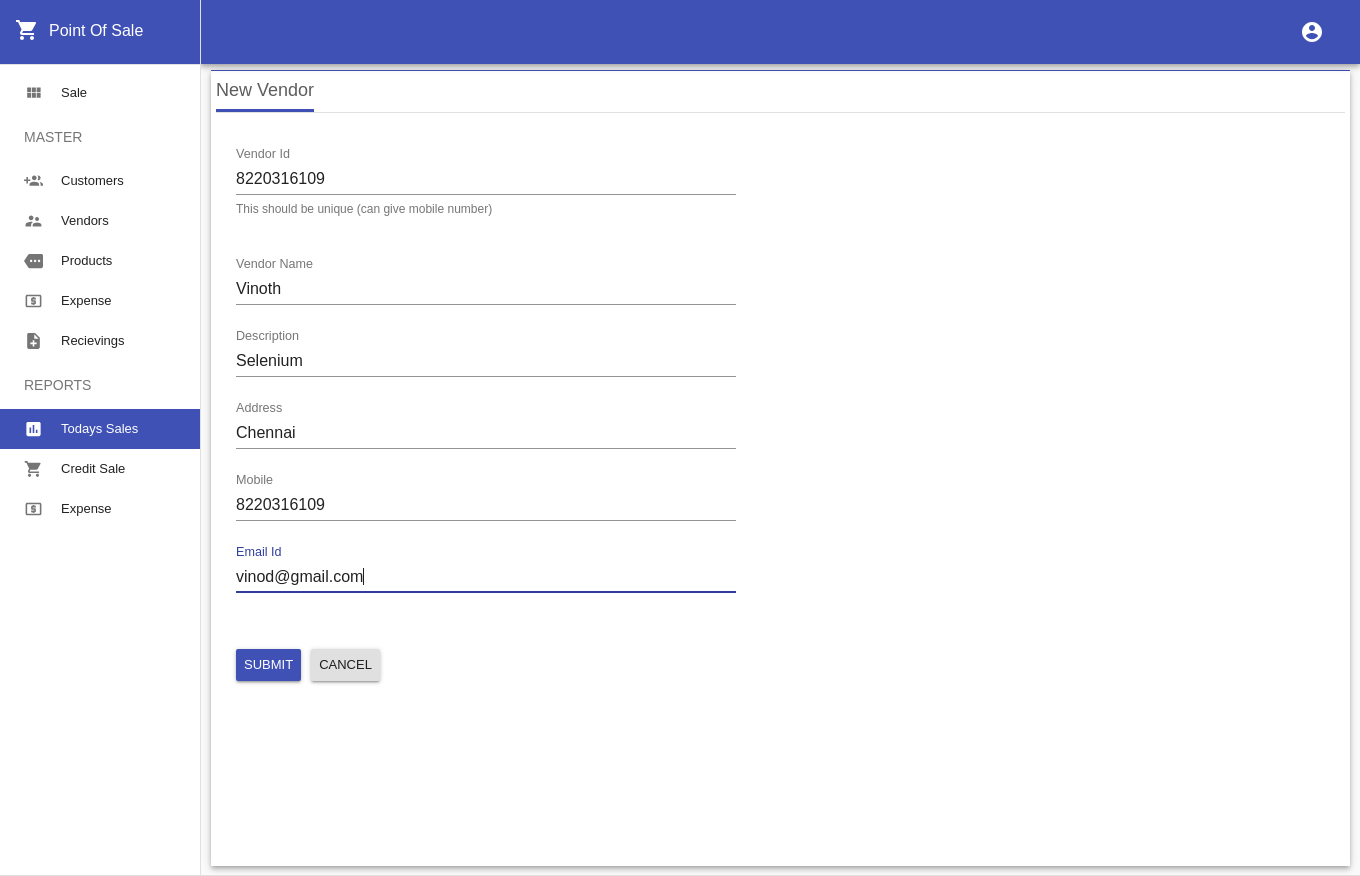 Point Of Sale
Sale
MASTER
Customers
Vendors
Products
Expense
Recievings
REPORTS
Todays Sales
Credit Sale
Expense
New Vendor
Vendor Id
8220316109
This should be unique (can give mobile number)
Vendor Name
Vinoth
Description
Selenium
Address
Chennai
Mobile
8220316109
Email Id
vinod@gmail.com
SUBMIT CANCEL